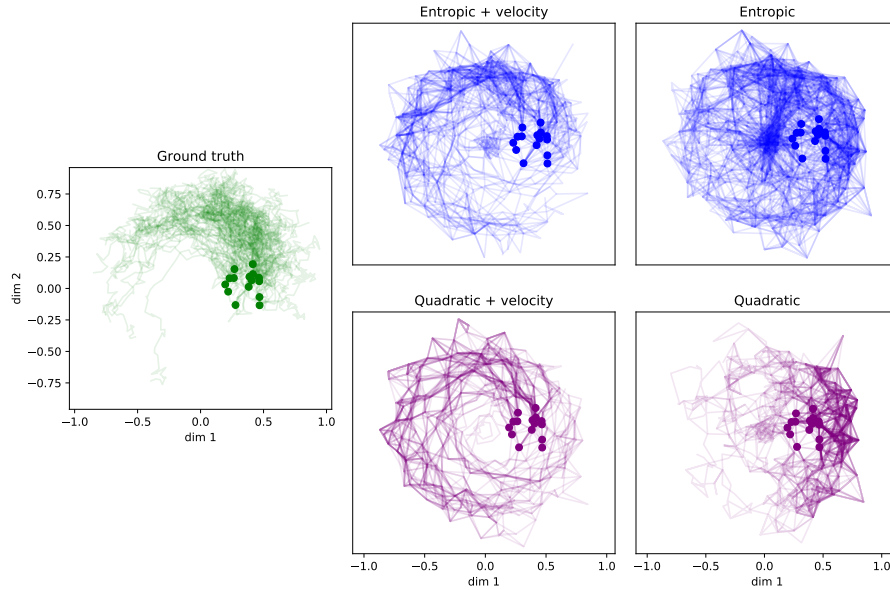 Entropic + velocity
Entropic
Ground truth
dim 2
0.75
0.50
0.25
0.00
−0.25
−0.50
−0.75
−1.0
−0.5
0.0
0.5
1.0
dim 1
Quadratic + velocity
Quadratic
−1.0
−0.5
0.0
0.5
1.0
dim 1
−1.0
−0.5
0.0
0.5
1.0
dim 1